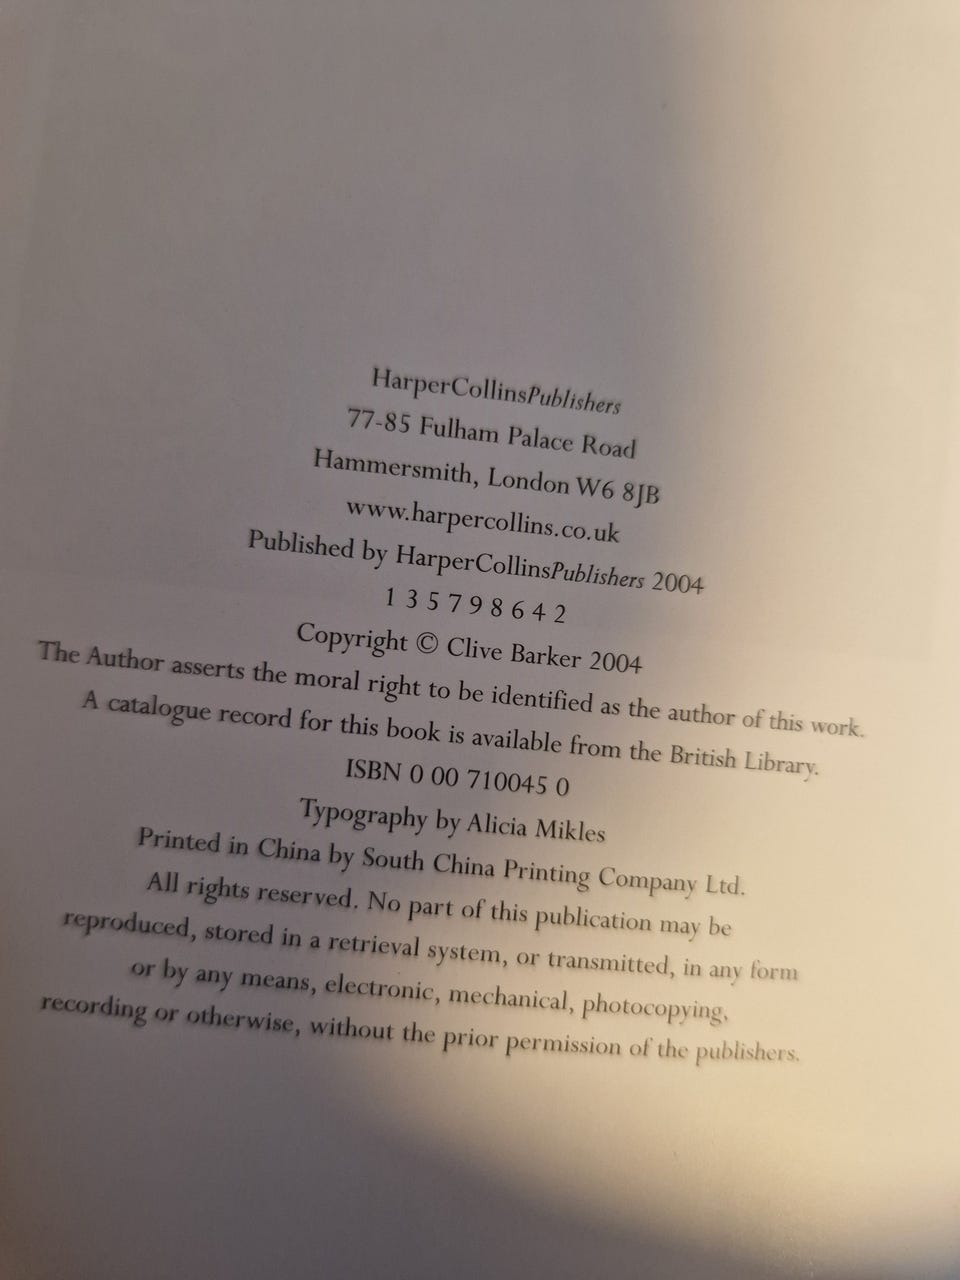 HarperCollinsPublishers
77-85 Fulham Palace Road
Hammersmith, London W6 8JB
www.harpercollins.co.uk
Published by HarperCollinsPublishers 2004
1 3 5 7 9 8 6 4 2
Copyright © Clive Barker 2004
The Author asserts the moral right to be identified as the author of this work.
A catalogue record for this book is available from the British Library.
ISBN 0 00 710045 0
Typography by Alicia Mikles
Printed in China by South China Printing Company Ltd.
All rights reserved. No part of this publication may be
reproduced, stored in a retrieval system, or transmitted, in any form
or by any means, electronic, mechanical, photocopying,
recording or otherwise, without the prior permission of the publishers.